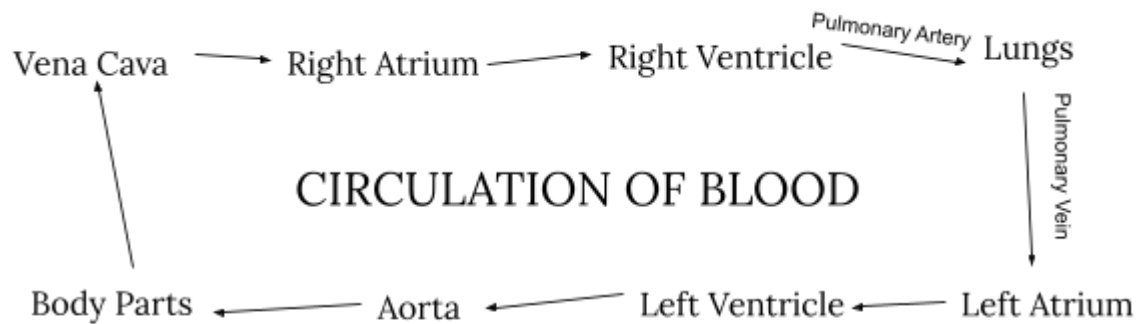 Pulmonary Artery
Vena Cava Right Atrium Right Ventricle Lungs
Pulmonary Vein
CIRCULATION OF BLOOD
Body Parts Aorta Left Ventricle Left Atrium